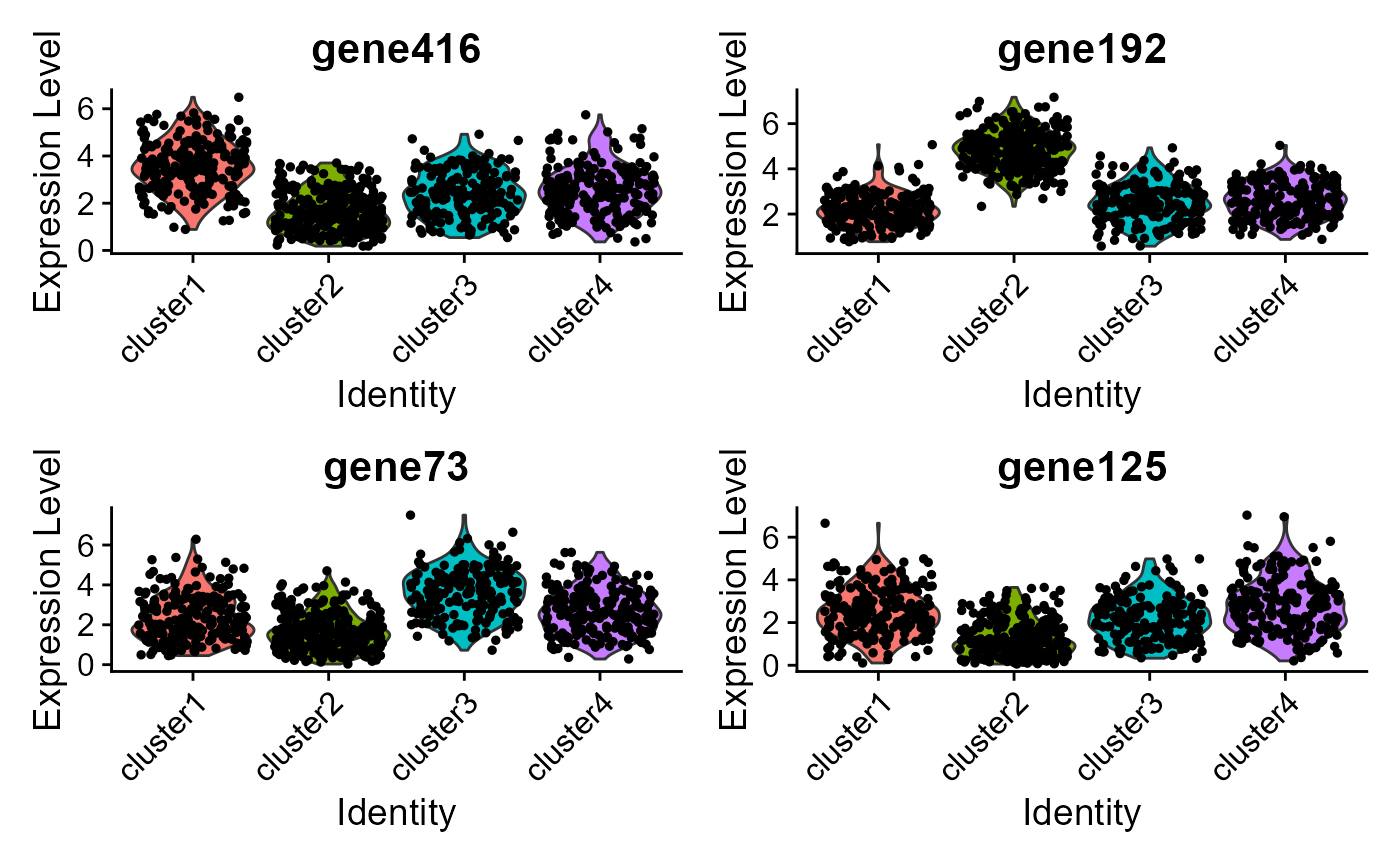 gene416
Expression Level
6
4
2
0
cluster1
cluster2
cluster3
cluster4
Identity
gene192
Expression Level
6
4
2
cluster1
cluster2
cluster3
cluster4
Identity
gene73
Expression Level
6
4
2
0
cluster1
cluster2
cluster3
cluster4
Identity
gene125
Expression Level
6
4
2
0
cluster1
cluster2
cluster3
cluster4
Identity